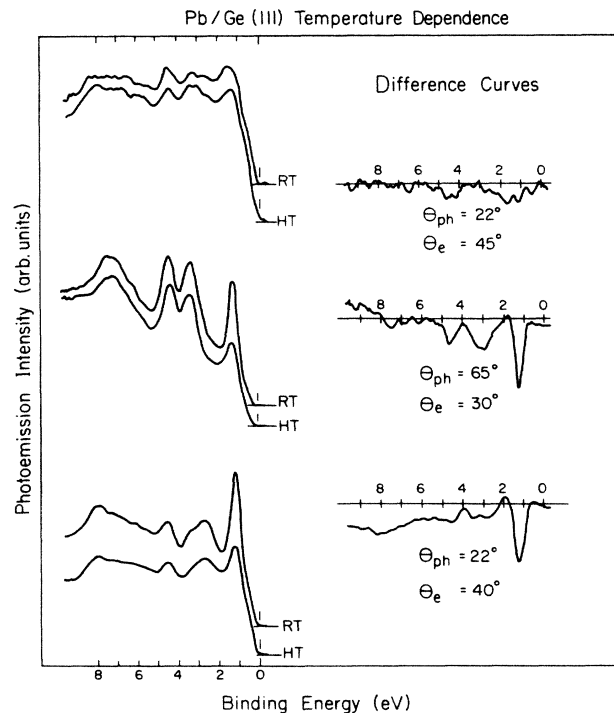 Pb/Ge (III) Temperature Dependence
Difference Curves
RT
HT
8 6 4 2 0
Θph = 22°
Θe = 45°
RT
HT
8 6 4 2 0
Θph = 65°
Θe = 30°
RT
HT
8 6 4 2 0
Θph = 22°
Θe = 40°
8 6 4 2 0
Binding Energy (eV)
Photoemission Intensity (arb. units)